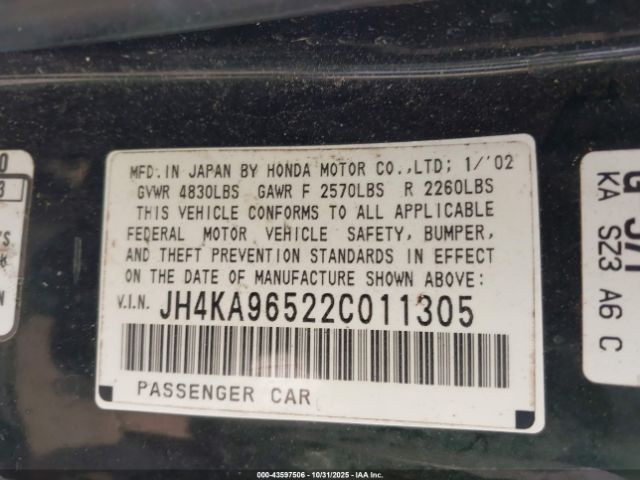 MFD. IN JAPAN BY HONDA MOTOR CO.,LTD; 1/'02
GVWR 4830LBS GAWR F 2570LBS R 2260LBS
THIS VEHICLE CONFORMS TO ALL APPLICABLE
FEDERAL MOTOR VEHICLE SAFETY, BUMPER,
AND THEFT PREVENTION STANDARDS IN EFFECT
ON THE DATE OF MANUFACTURE SHOWN ABOVE:
V.I.N. JH4KA96522C011305
PASSENGER CAR
KA SZ3 A6 C
000-43597506 - 10/31/2025 - IAA Inc.